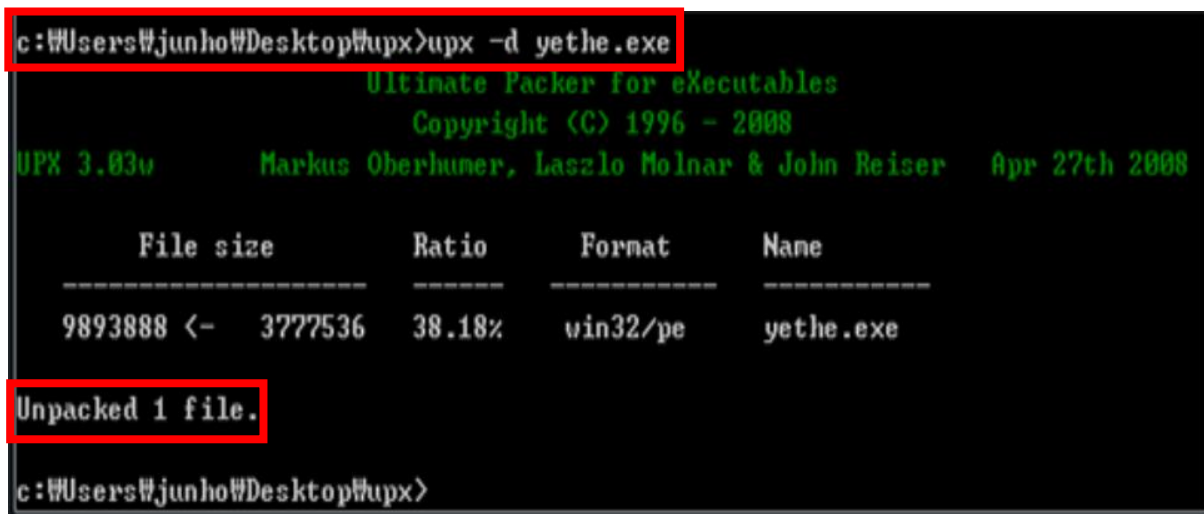 c:₩Users₩junho₩Desktop₩upx>upx -d yethe.exe
Ultimate Packer for eXecutables
Copyright (C) 1996 - 2008
UPX 3.03w Markus Oberhumer, Laszlo Molnar & John Reiser Apr 27th 2008
File size Ratio Format Name
-------------------- ------ ----------- -----------
9893888 <- 3777536 38.18% win32/pe yethe.exe
Unpacked 1 file.
c:₩Users₩junho₩Desktop₩upx>